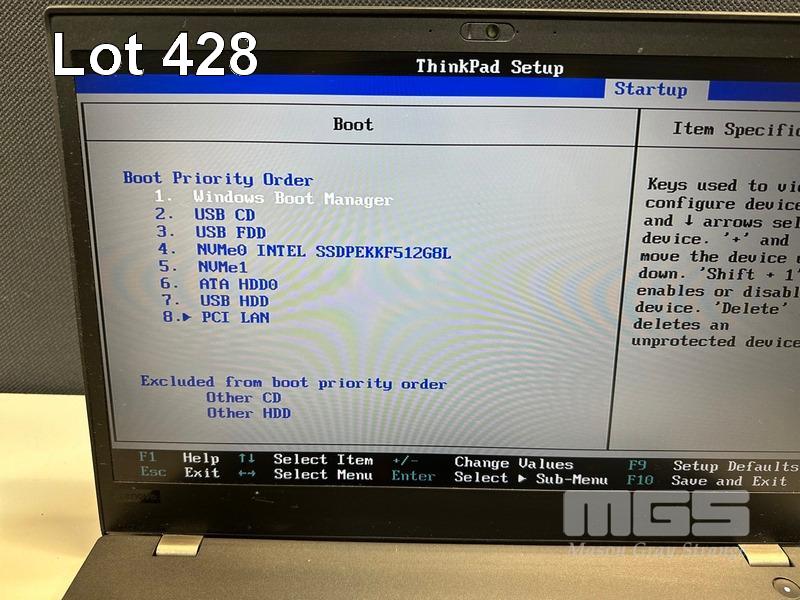 Lot 428
ThinkPad Setup
Startup
Boot
Item Specific
Boot Priority Order
1. Windows Boot Manager
2. USB CD
3. USB FDD
4. NVMe0 INTEL SSDPEKKF512G8L
5. NVMe1
6. ATA HDD0
7. USB HDD
8.▶ PCI LAN
Excluded from boot priority order
Other CD
Other HDD
Keys used to vi
configure device
and ↓ arrows sel
device. '+' and
move the device u
down. 'Shift + 1'
enables or disabl
device. 'Delete'
deletes an
unprotected device
F1 Help ↑↓ Select Item +/- Change Values F9 Setup Defaults
Esc Exit ↔ Select Menu Enter Select ▶ Sub-Menu F10 Save and Exit
Lenovo
MGS
Mason Gray Strange